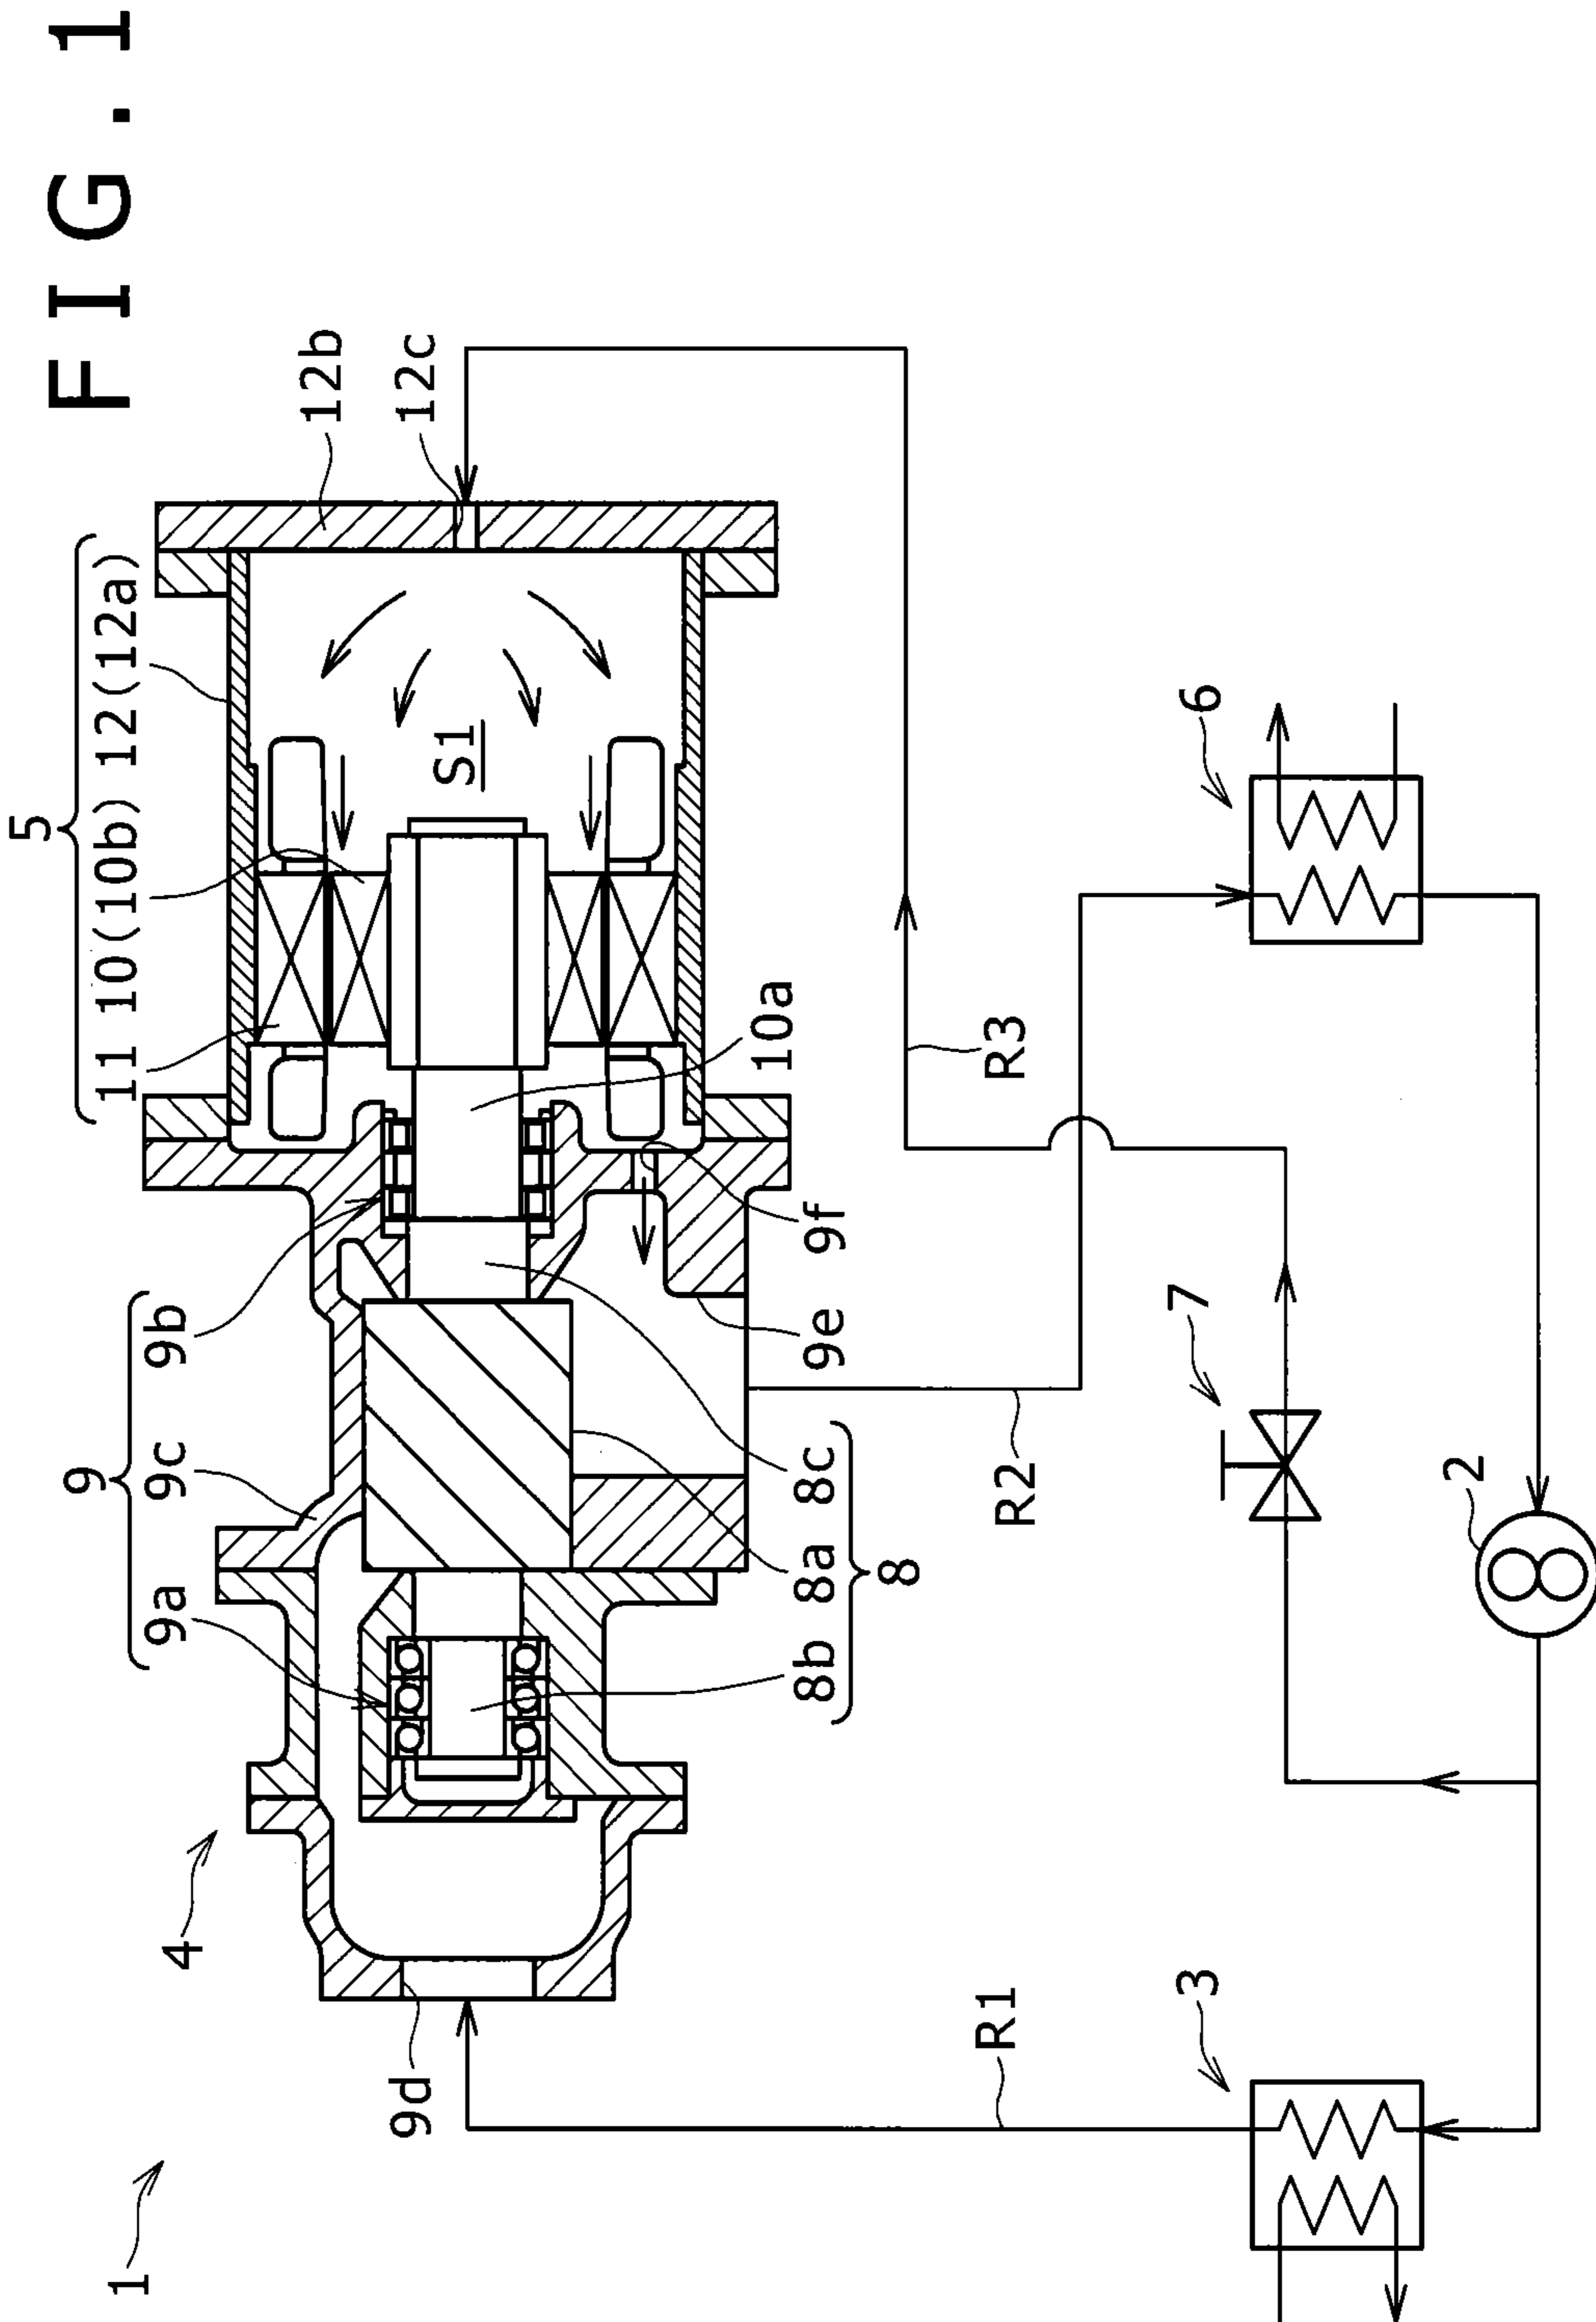 FIG. 1
5
11 10(10b) 12(12a)
12b
12c
9
9a 9c 9b
4
1
S1
10a
9f
9e
8b 8a 8c
8
9d
R1
R2
R3
3
7
6
2